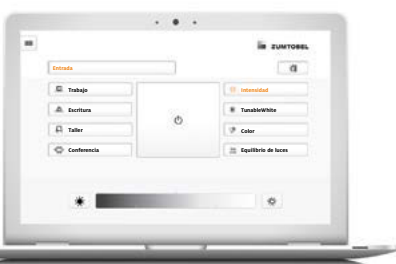 ZUMTOBEL
Entrada
Trabajo
Intensidad
Escritura
TunableWhite
Taller
Color
Conferencia
Equilibrio de luces